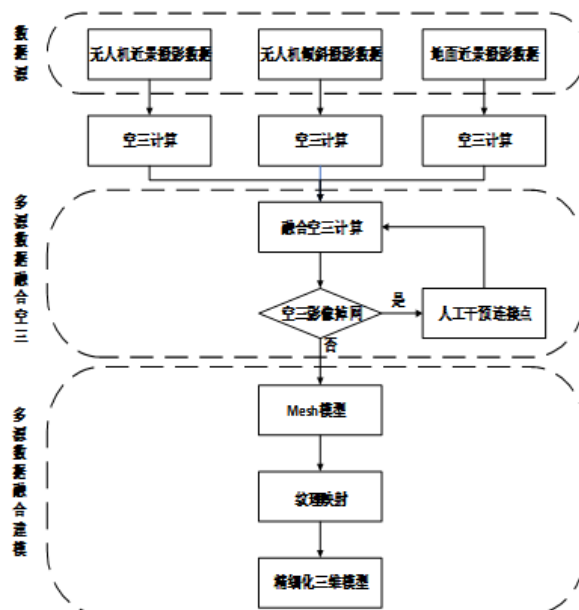 数据源
无人机近景摄影数据
无人机倾斜摄影数据
地面近景摄影数据
空三计算
空三计算
空三计算
多源数据融合空三
融合空三计算
空三影像掉网
是
人工干预连接点
否
多源数据融合建模
Mesh模型
纹理映射
精细化三维模型